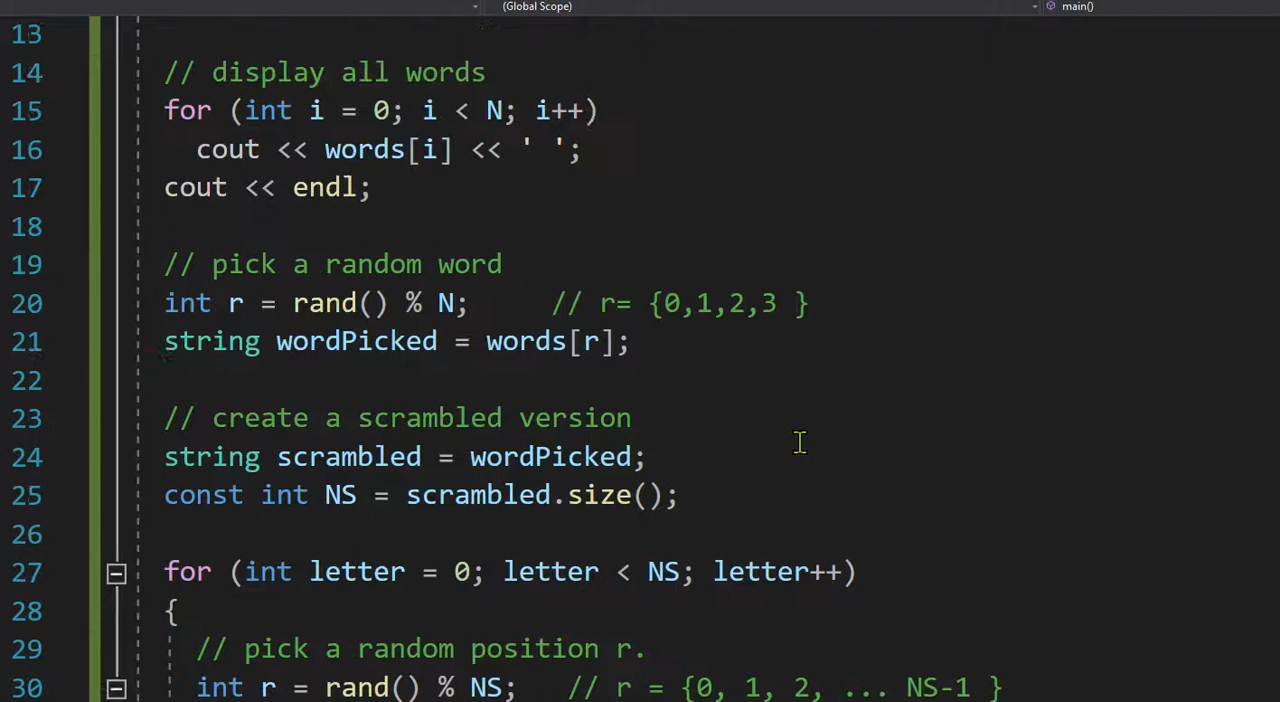 (Global Scope) main()
13
14 // display all words
15 for (int i = 0; i < N; i++)
16 cout << words[i] << ' ';
17 cout << endl;
18
19 // pick a random word
20 int r = rand() % N; // r= {0,1,2,3 }
21 string wordPicked = words[r];
22
23 // create a scrambled version
24 string scrambled = wordPicked;
25 const int NS = scrambled.size();
26
27 for (int letter = 0; letter < NS; letter++)
28 {
29 // pick a random position r.
30 int r = rand() % NS; // r = {0, 1, 2, ... NS-1 }